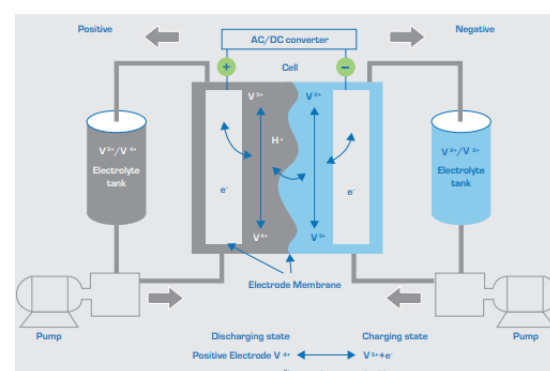 Positive
AC/DC converter
Negative
+
Cell
−
V⁵⁺
V²⁺
H⁺
V⁵⁺/V⁴⁺
Electrolyte
tank
V³⁺/V²⁺
Electrolyte
tank
e⁻
e⁻
V⁴⁺
V³⁺
Electrode Membrane
Pump
Discharging state
Charging state
Pump
Positive Electrode V⁴⁺
V⁵⁺+e⁻